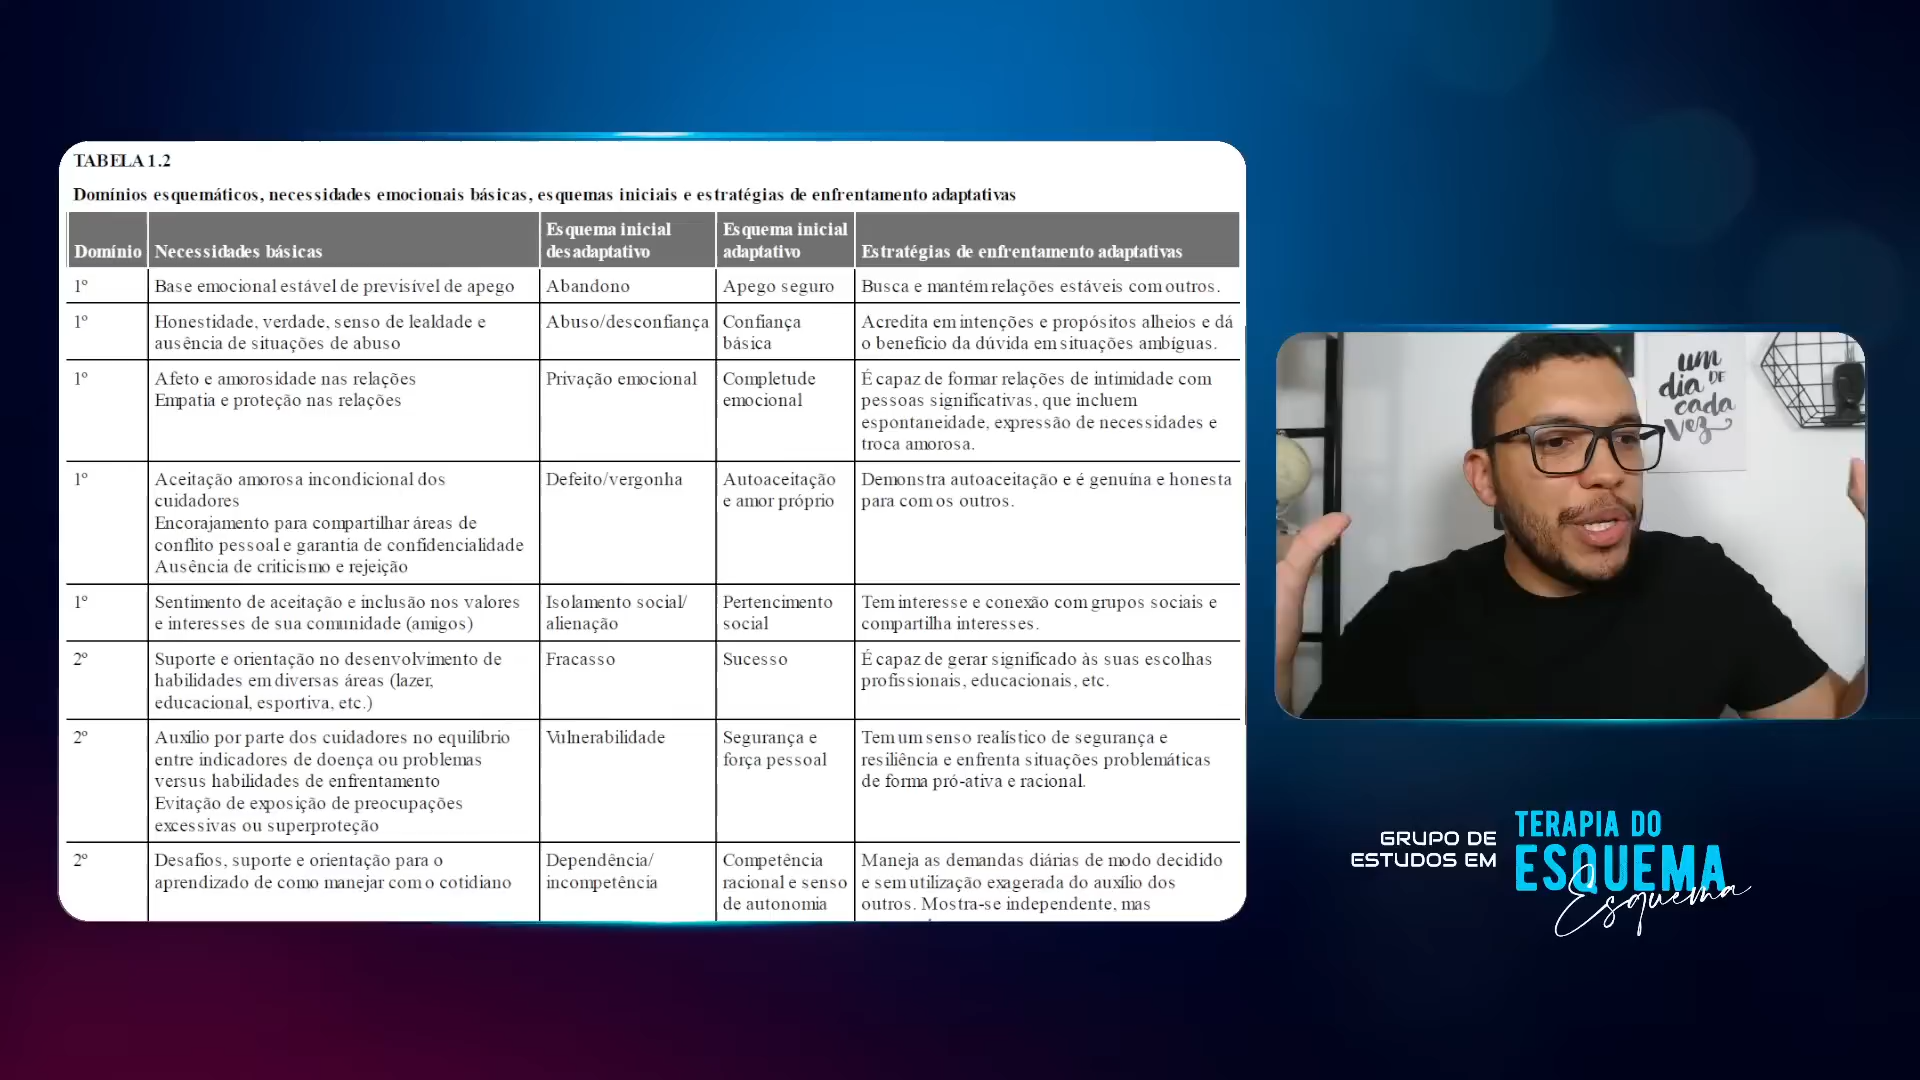 TABELA 1.2
Domínios esquemáticos, necessidades emocionais básicas, esquemas iniciais e estratégias de enfrentamento adaptativas
Domínio
Necessidades básicas
Esquema inicial
desadaptativo
Esquema inicial
adaptativo
Estratégias de enfrentamento adaptativas
1º
Base emocional estável de previsível de apego
Abandono
Apego seguro
Busca e mantém relações estáveis com outros.
1º
Honestidade, verdade, senso de lealdade e
ausência de situações de abuso
Abuso/desconfiança
Confiança
básica
Acredita em intenções e propósitos alheios e dá
o benefício da dúvida em situações ambíguas.
1º
Afeto e amorosidade nas relações
Empatia e proteção nas relações
Privação emocional
Completude
emocional
É capaz de formar relações de intimidade com
pessoas significativas, que incluem
espontaneidade, expressão de necessidades e
troca amorosa.
1º
Aceitação amorosa incondicional dos
cuidadores
Encorajamento para compartilhar áreas de
conflito pessoal e garantia de confidencialidade
Ausência de criticismo e rejeição
Defeito/vergonha
Autoaceitação
e amor próprio
Demonstra autoaceitação e é genuína e honesta
para com os outros.
1º
Sentimento de aceitação e inclusão nos valores
e interesses de sua comunidade (amigos)
Isolamento social/
alienação
Pertencimento
social
Tem interesse e conexão com grupos sociais e
compartilha interesses.
2º
Suporte e orientação no desenvolvimento de
habilidades em diversas áreas (lazer,
educacional, esportiva, etc.)
Fracasso
Sucesso
É capaz de gerar significado às suas escolhas
profissionais, educacionais, etc.
2º
Auxílio por parte dos cuidadores no equilíbrio
entre indicadores de doença ou problemas
versus habilidades de enfrentamento
Evitação de exposição de preocupações
excessivas ou superproteção
Vulnerabilidade
Segurança e
força pessoal
Tem um senso realístico de segurança e
resiliência e enfrenta situações problemáticas
de forma pró-ativa e racional.
2º
Desafios, suporte e orientação para o
aprendizado de como manejar com o cotidiano
Dependência/
incompetência
Competência
racional e senso
de autonomia
Maneja as demandas diárias de modo decidido
e sem utilização exagerada do auxílio dos
outros. Mostra-se independente, mas
um
dia DE
cada
vez
GRUPO DE
ESTUDOS EM
TERAPIA DO
ESQUEMA
Esquema